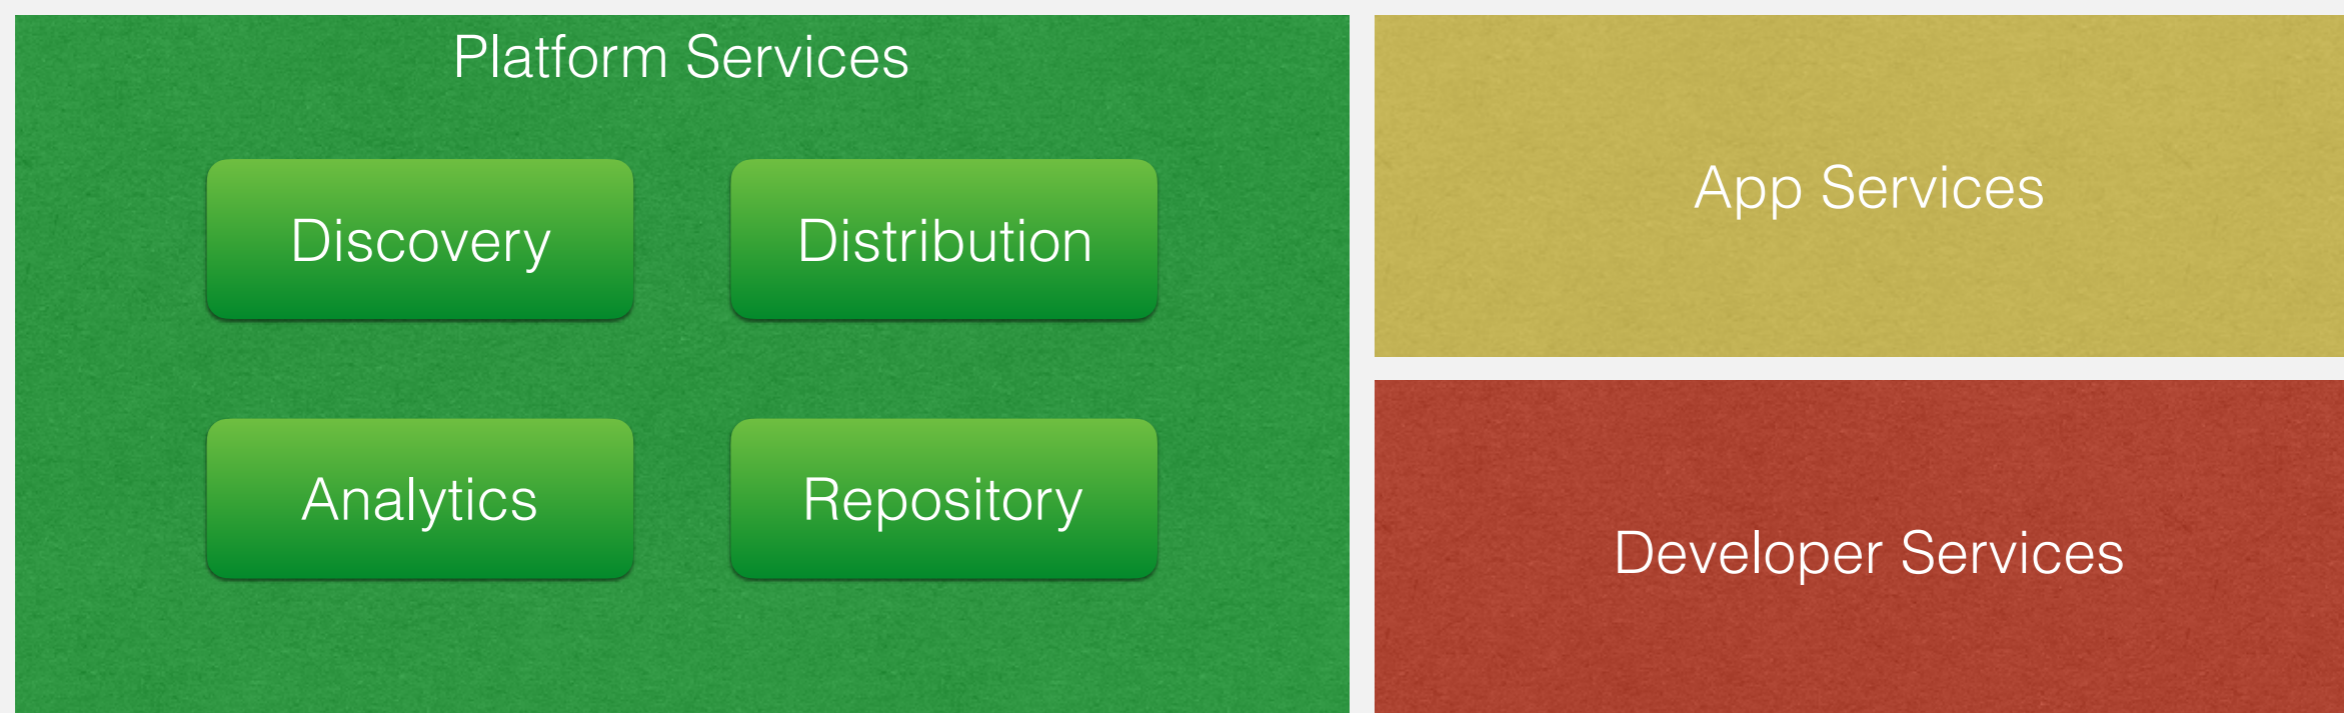 Platform Services
Discovery
Distribution
Analytics
Repository
App Services
Developer Services